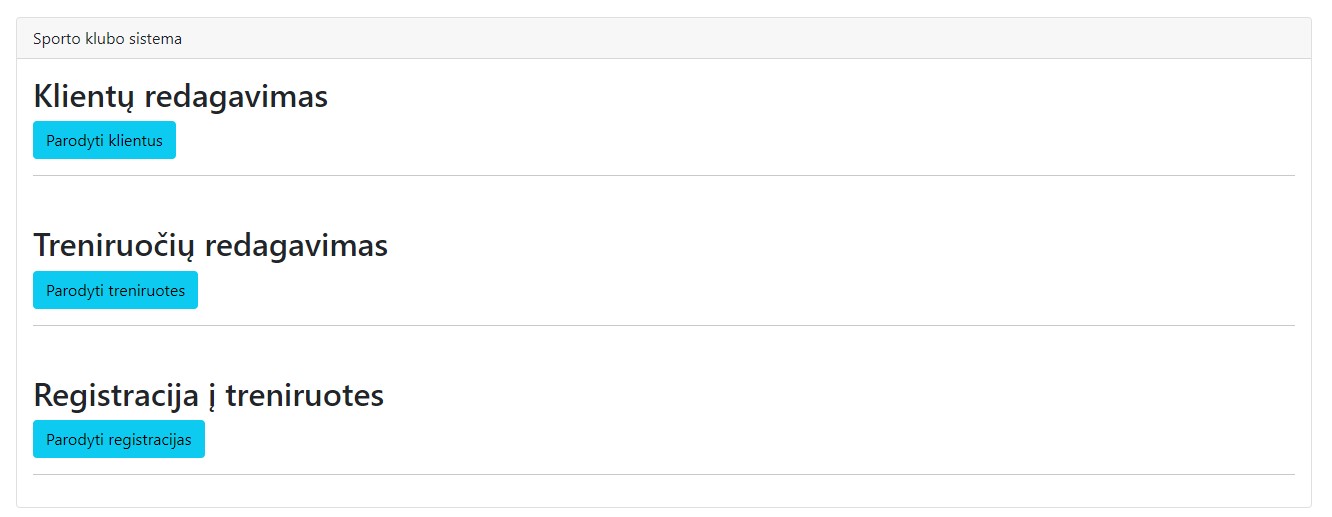 Sporto klubo sistema
Klientų redagavimas
Parodyti klientus
Treniruočių redagavimas
Parodyti treniruotes
Registracija į treniruotes
Parodyti registracijas